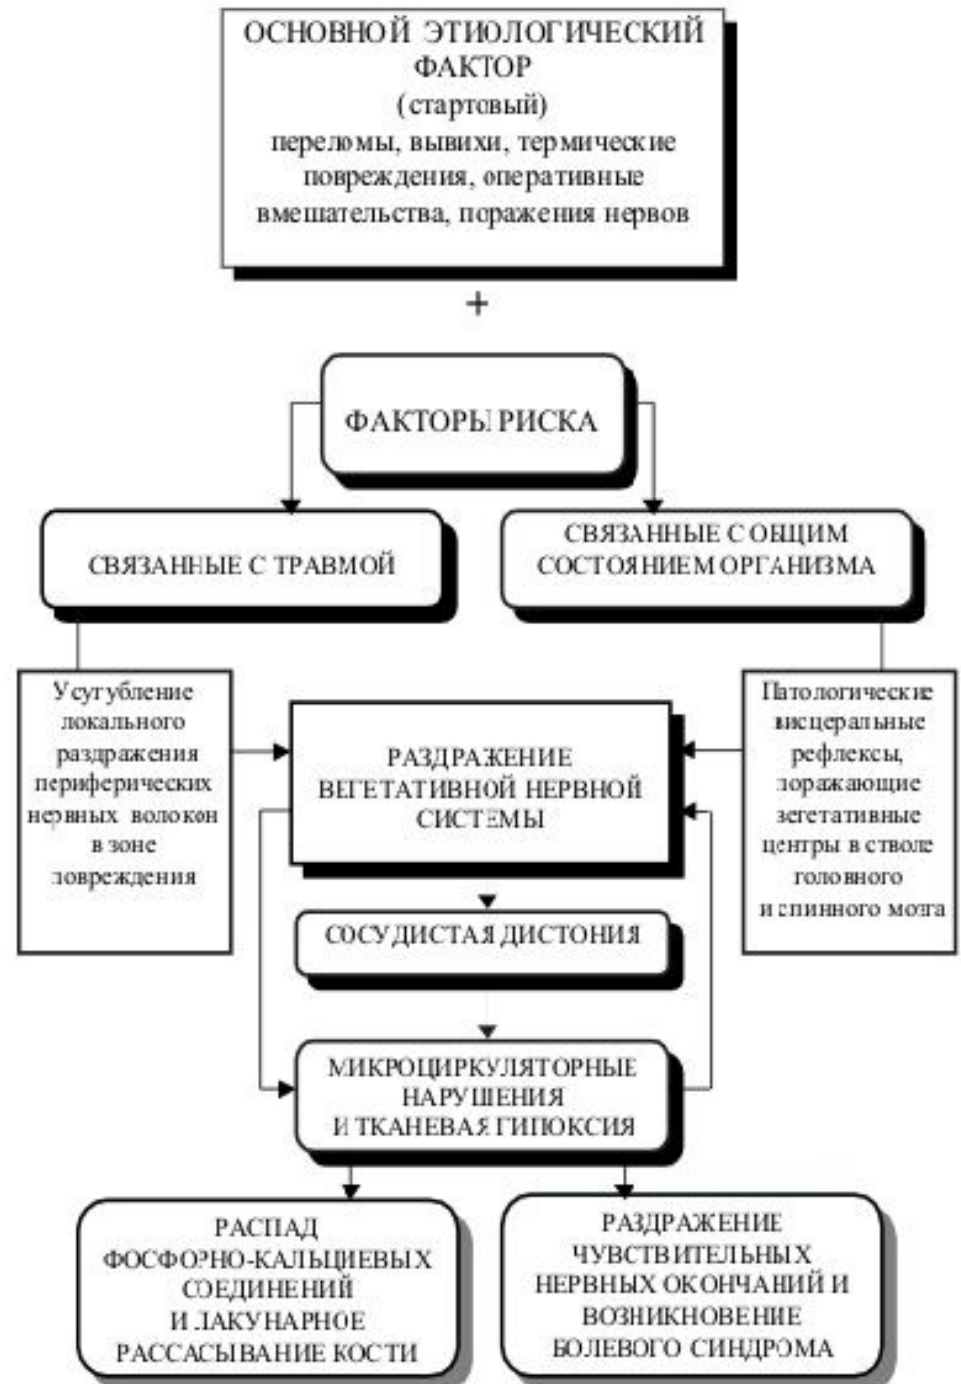 ОСНОВНОЙ ЭТИОЛОГИЧЕСКИЙ
ФАКТОР
(стартовый)
переломы, вывихи, термические
повреждения, оперативные
вмешательства, поражения нервов
+
ФАКТОРЫ РИСКА
СВЯЗАННЫЕ С ТРАВМОЙ
СВЯЗАННЫЕ С ОБЩИМ
СОСТОЯНИЕМ ОРГАНИЗМА
Усугубление
локального
раздражения
периферических
нервных волокон
в зоне
повреждения
РАЗДРАЖЕНИЕ
ВЕГЕТАТИВНОЙ НЕРВНОЙ
СИСТЕМЫ
Патологические
висцеральные
рефлексы,
поражающие
вегетативные
центры в стволе
головного
и спинного мозга
СОСУДИСТАЯ ДИСТОНИЯ
МИКРОЦИРКУЛЯТОРНЫЕ
НАРУШЕНИЯ
И ТКАНЕВАЯ ГИПОКСИЯ
РАСПАД
ФОСФОРНО-КАЛЬЦИЕВЫХ
СОЕДИНЕНИЙ
И ЛАКУНАРНОЕ
РАССАСЫВАНИЕ КОСТИ
РАЗДРАЖЕНИЕ
ЧУВСТВИТЕЛЬНЫХ
НЕРВНЫХ ОКОНЧАНИЙ И
ВОЗНИКНОВЕНИЕ
БОЛЕВОГО СИНДРОМА